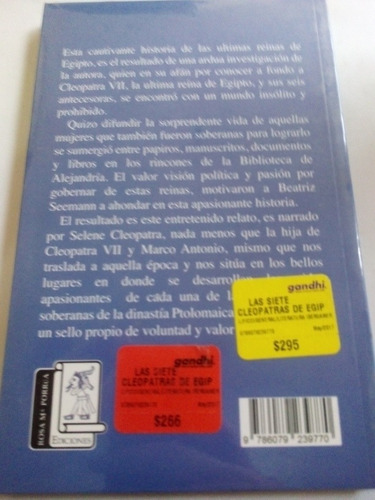 Esta cautivante historia de las ultimas reinas de
Egipto, es el resultado de una ardua investigación de
la autora, quien en su afán por conocer a fondo a
Cleopatra VII, la ultima reina de Egipto, y sus seis
antecesoras, se encontró con un mundo insólito y
prohibido.
Quizo difundir la sorprendente vida de aquellas
mujeres que también fueron soberanas para lograrlo
se sumergió entre papiros, manuscritos, documentos
y libros en los rincones de la Biblioteca de
Alejandría. El valor visión política y pasión por
gobernar de estas reinas, motivaron a Beatriz
Seemann a ahondar en esta apasionante historia.
El resultado es este entretenido relato, es narrado
por Selene Cleopatra, nada menos que la hija de
Cleopatra VII y Marco Antonio, mismo que nos
traslada a aquella época y nos sitúa en los bellos
lugares en donde se desarrollan
apasionantes de cada una de
soberanas de la dinastía Ptolomaica
un sello propio de voluntad y valor
gandhi
LAS SIETE
CLEOPATRAS DE EGIP
$295
gandhi
LAS SIETE
CLEOPATRAS DE EGIP
$266
ROSA Mª PORRÚA
EDICIONES
9 786079 239770